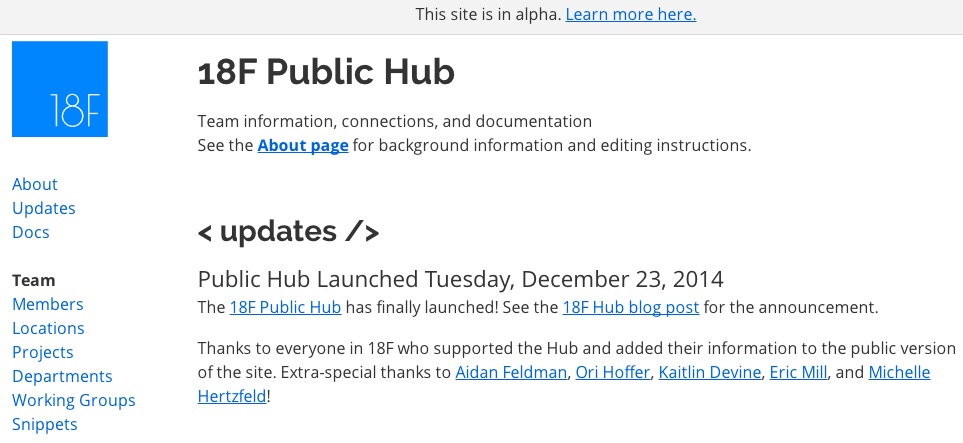 This site is in alpha. Learn more here.
18F
18F Public Hub
Team information, connections, and documentation
See the About page for background information and editing instructions.
About
Updates
Docs
Team
Members
Locations
Projects
Departments
Working Groups
Snippets
< updates />
Public Hub Launched Tuesday, December 23, 2014
The 18F Public Hub has finally launched! See the 18F Hub blog post for the announcement.
Thanks to everyone in 18F who supported the Hub and added their information to the public version
of the site. Extra-special thanks to Aidan Feldman, Ori Hoffer, Kaitlin Devine, Eric Mill, and Michelle
Hertzfeld!